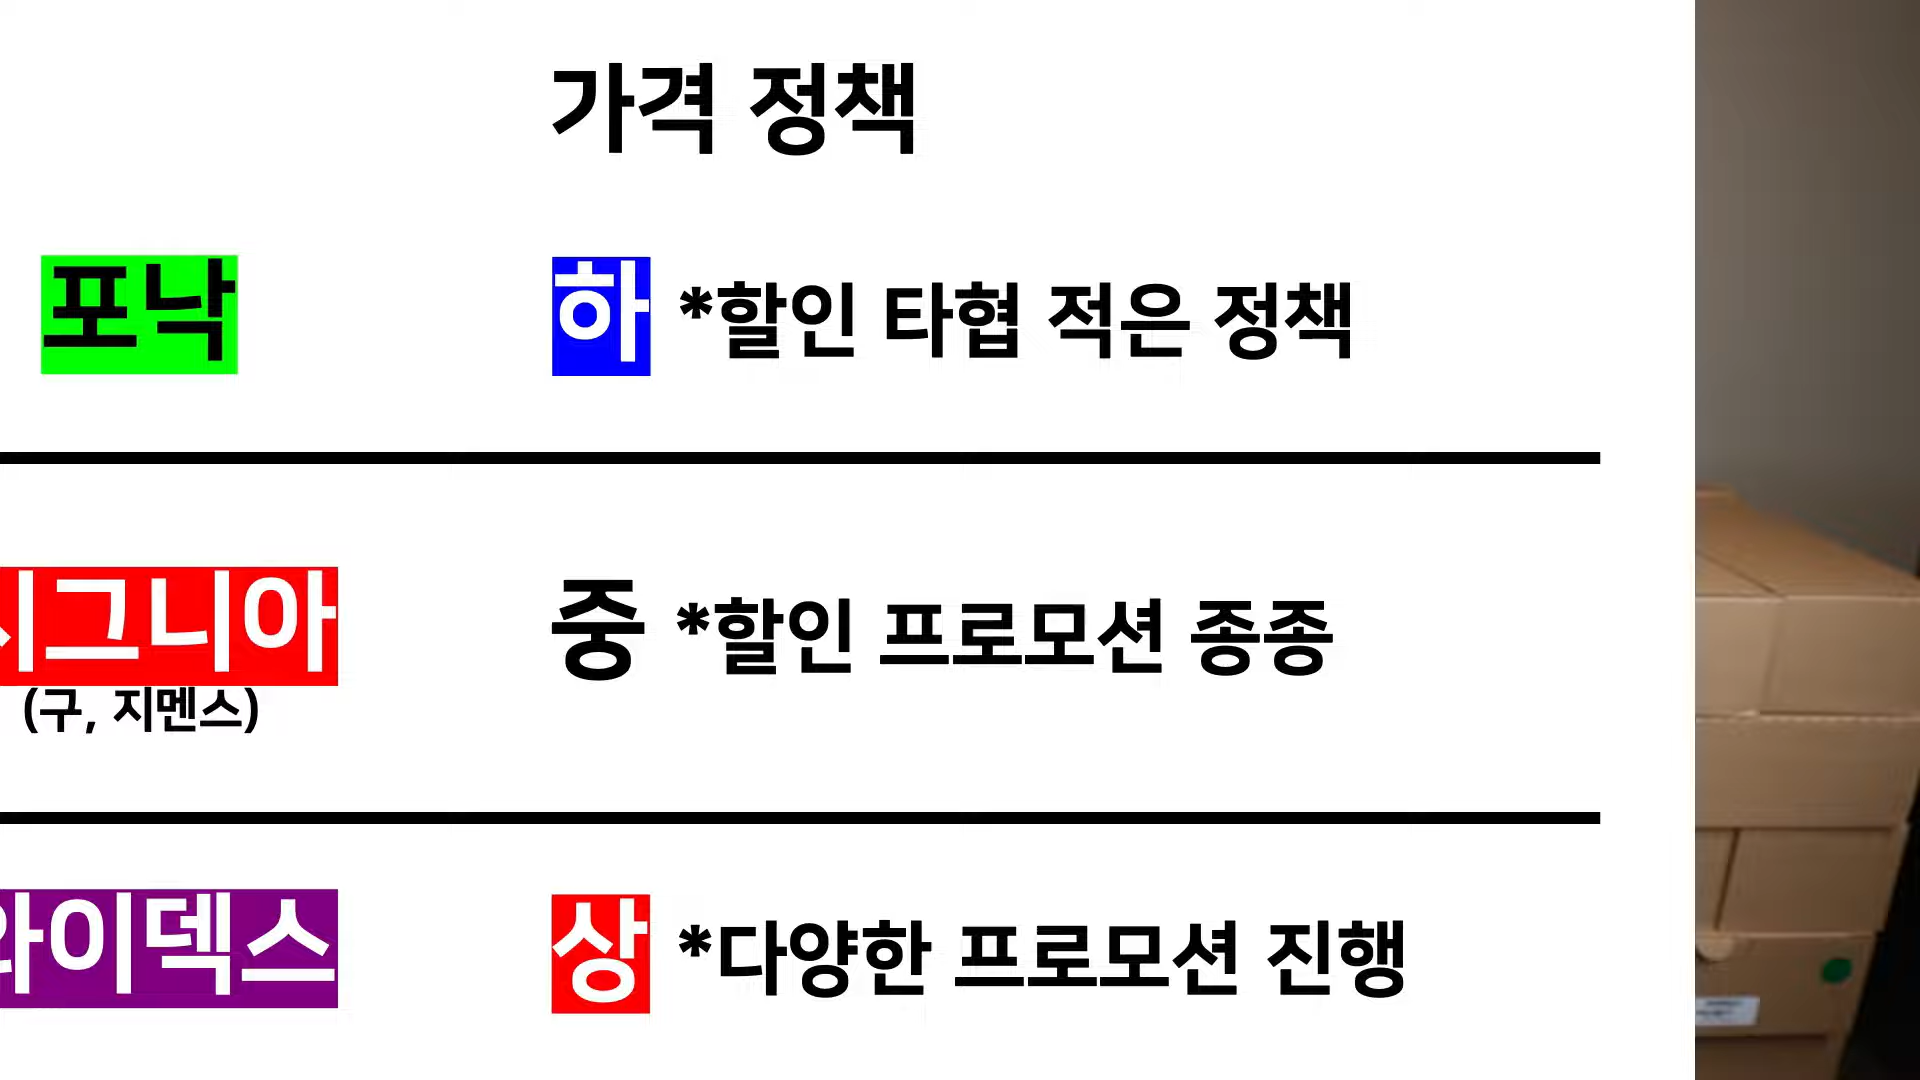 가격 정책
포낙 하 *할인 타협 적은 정책
시그니아 중 *할인 프로모션 종종
(구, 지멘스)
와이덱스 상 *다양한 프로모션 진행